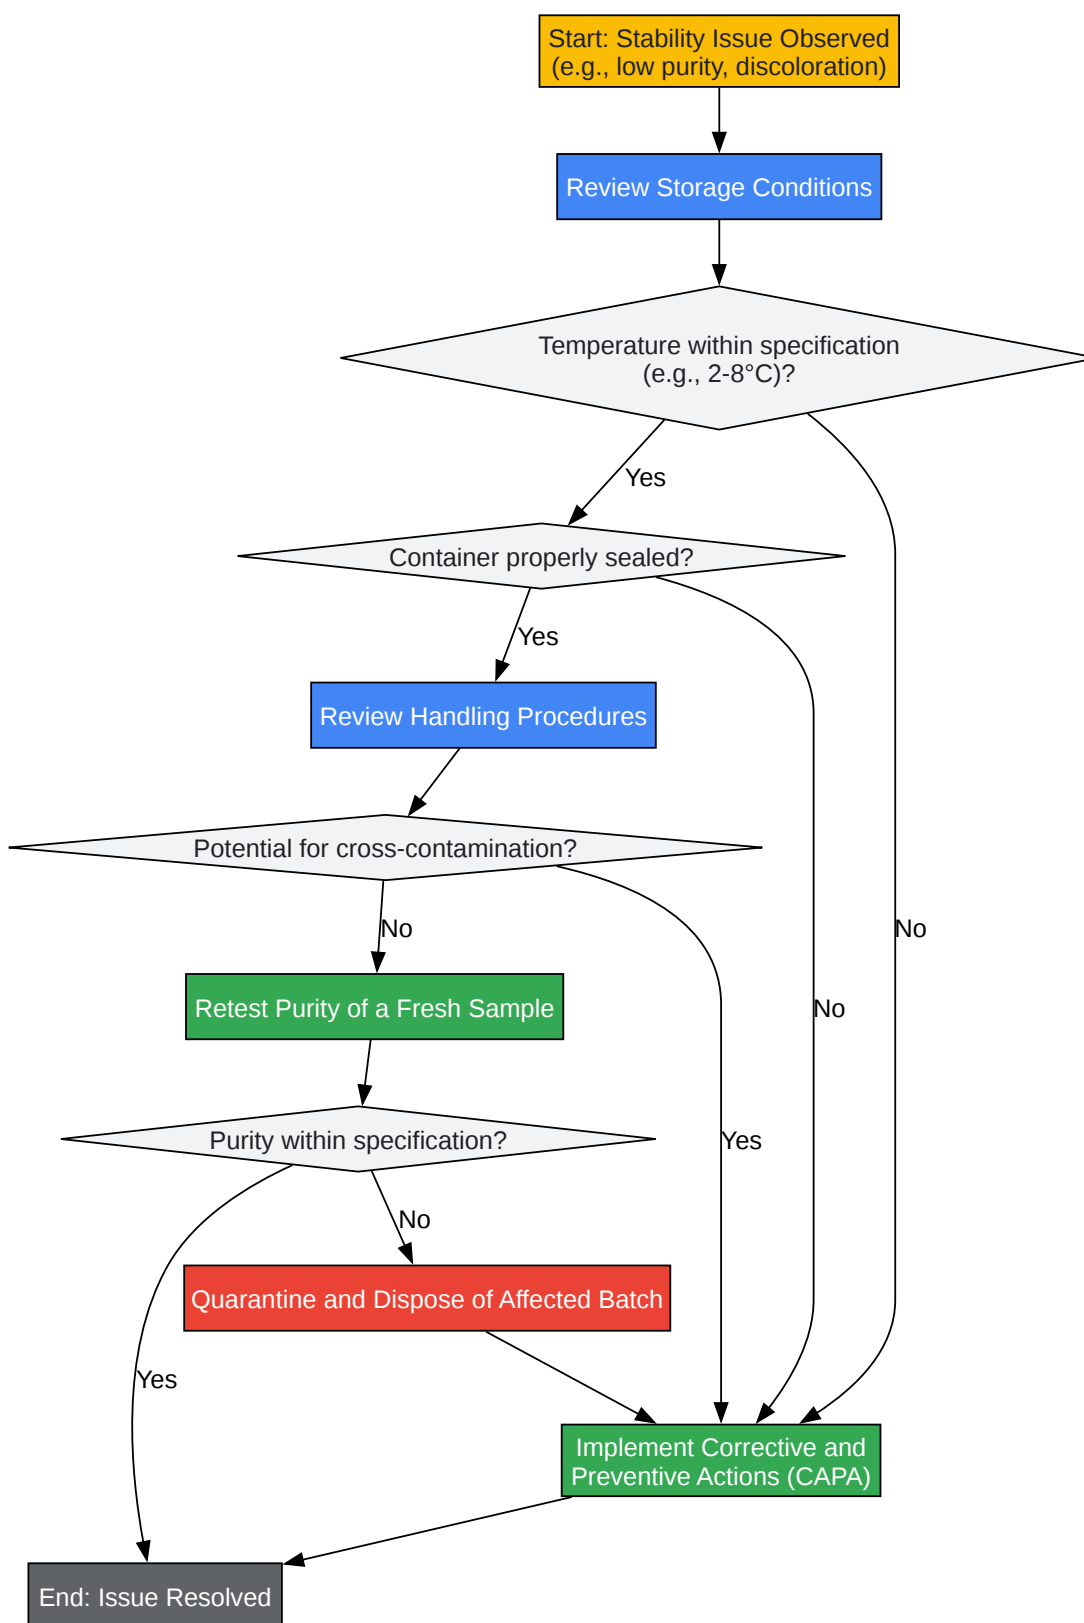 Start: Stability Issue Observed
(e.g., low purity, discoloration)
Review Storage Conditions
Temperature within specification
(e.g., 2-8°C)?
Yes
Container properly sealed?
Yes
Review Handling Procedures
Potential for cross-contamination?
No
No
Retest Purity of a Fresh Sample
No
Purity within specification?
Yes
No
Quarantine and Dispose of Affected Batch
Yes
Implement Corrective and
Preventive Actions (CAPA)
End: Issue Resolved